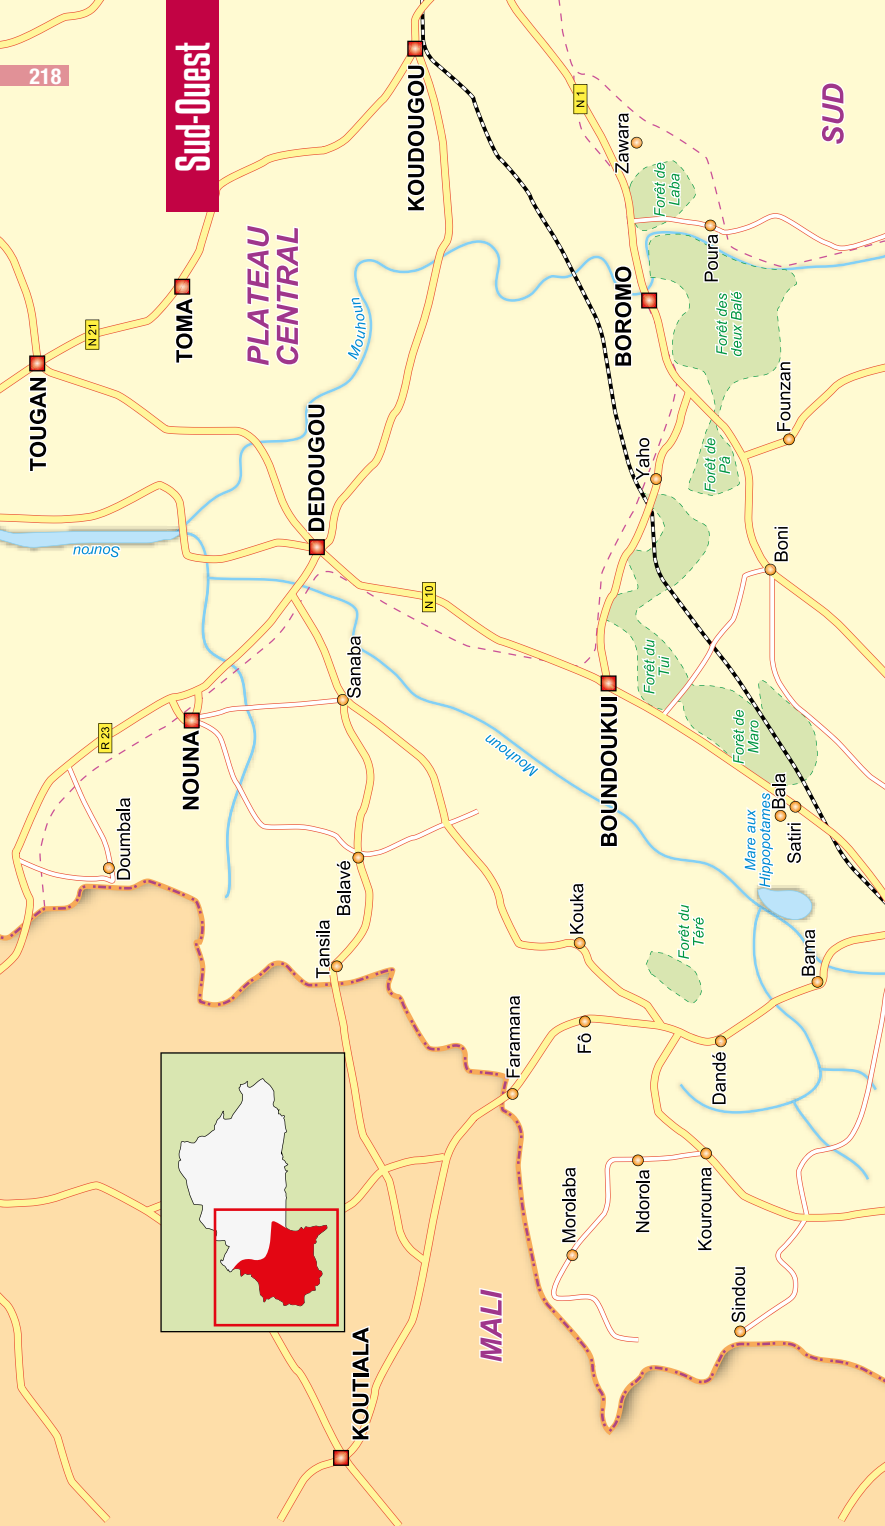 218
Sud-Ouest
KOUDOUGOU
N 1
Zawara
SUD
Forêt de
Laba
Poura
PLATEAU
CENTRAL
TOMA
N 21
TOUGAN
Mouhoun
BOROMO
Forêt des
deux Balé
Founzan
DEDOUGOU
Yaho
Forêt de
Pâ
Sourou
Boni
N 10
Forêt du
Tui
Sanaba
NOUNA
R 23
Mouhoun
BOUNDOUKUI
Forêt de
Maro
Bala
Satiri
Mare aux
Hippopotames
Doumbala
Balavé
Tansila
Kouka
Forêt du
Téré
Bama
Faramana
Fô
Dandé
Morolaba
Ndorola
Kourouma
Sindou
MALI
KOUTIALA